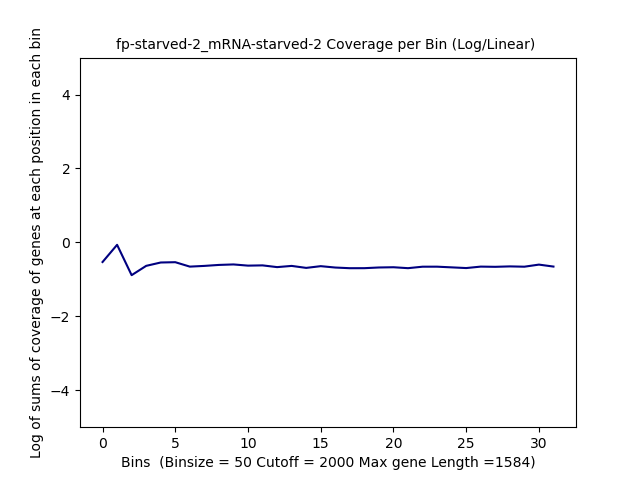 fp-starved-2_mRNA-starved-2 Coverage per Bin (Log/Linear)
Log of sums of coverage of genes at each position in each bin
4
2
0
−2
−4
0 5 10 15 20 25 30
Bins  (Binsize = 50 Cutoff = 2000 Max gene Length =1584)